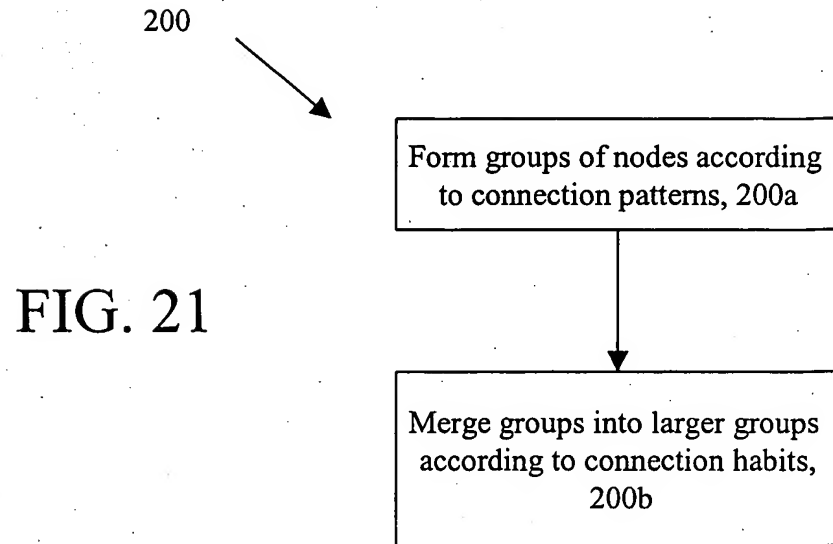 200
Form groups of nodes according
to connection patterns, 200a
FIG. 21
Merge groups into larger groups
according to connection habits,
200b